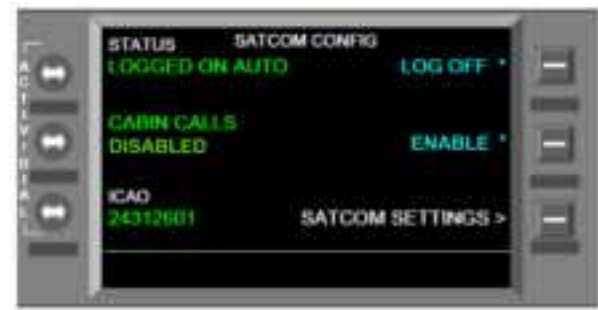 SATCOM CONFIG
STATUS
LOGGED ON AUTO LOG OFF *
CABIN CALLS
DISABLED ENABLE *
ICAO
24312601 SATCOM SETTINGS >